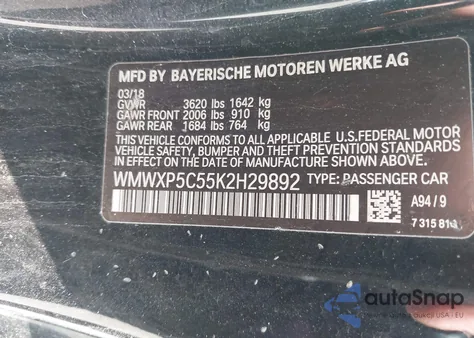 MFD BY BAYERISCHE MOTOREN WERKE AG
03/18
GVWR 3620 lbs 1642 kg
GAWR FRONT 2006 lbs 910 kg
GAWR REAR 1684 lbs 764 kg
THIS VEHICLE CONFORMS TO ALL APPLICABLE U.S.FEDERAL MOTOR
VEHICLE SAFETY, BUMPER AND THEFT PREVENTION STANDARDS
IN EFFECT ON THE DATE OF MANUFACTURE SHOWN ABOVE.
WMWXP5C55K2H29892 TYPE: PASSENGER CAR
A94 / 9
autoSnap